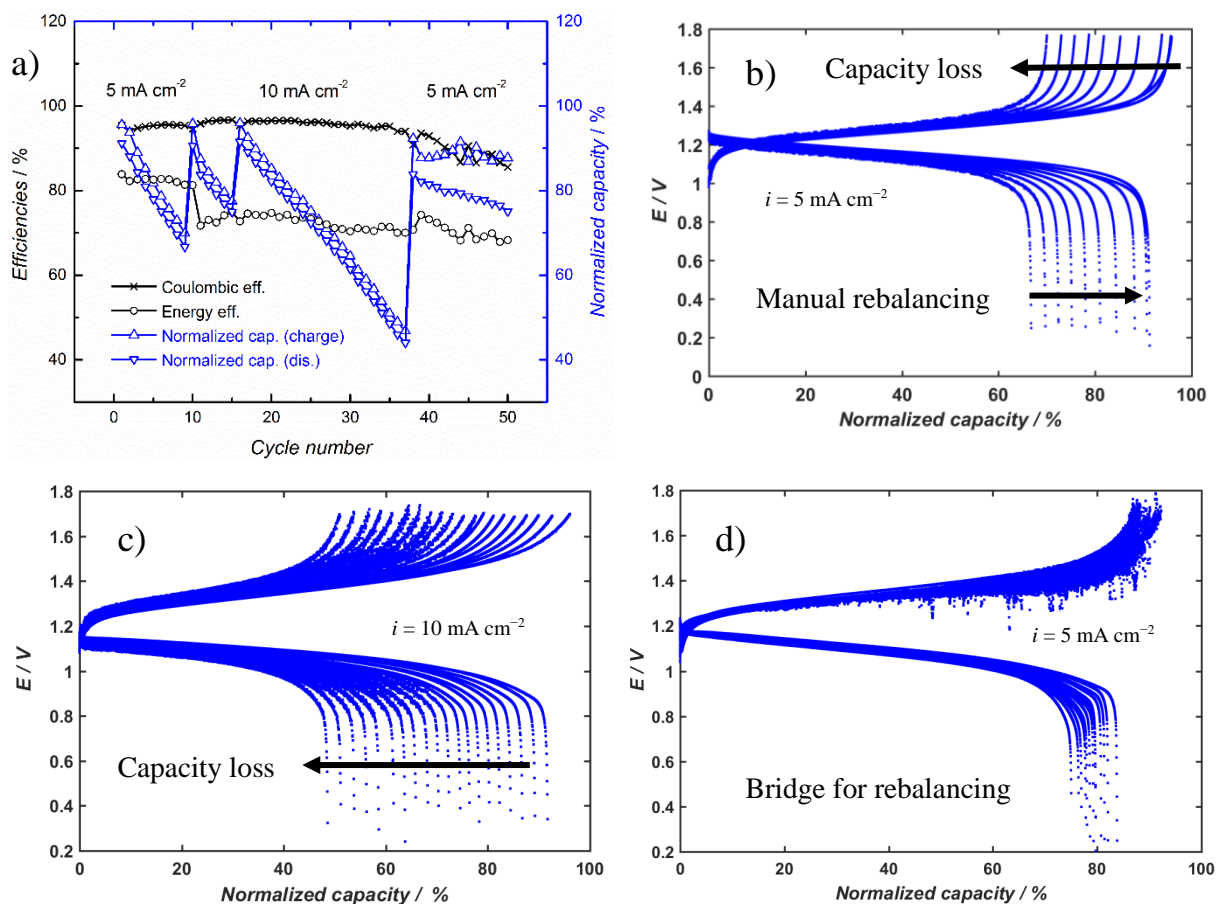 a)
120
100
80
60
40
Efficiencies / %
5 mA cm⁻²
10 mA cm⁻²
5 mA cm⁻²
Coulombic eff.
Energy eff.
Normalized cap. (charge)
Normalized cap. (dis.)
0 10 20 30 40 50
Cycle number
120
100
80
60
40
Normalized capacity / %
b)
1.8
1.6
1.4
1.2
1
0.8
0.6
0.4
0.2
0
E / V
Capacity loss
i = 5 mA cm⁻²
Manual rebalancing
0 20 40 60 80 100
Normalized capacity / %
c)
1.8
1.6
1.4
1.2
1
0.8
0.6
0.4
0.2
E / V
i = 10 mA cm⁻²
Capacity loss
0 20 40 60 80 100
Normalized capacity / %
d)
1.8
1.6
1.4
1.2
1
0.8
0.6
0.4
0.2
E / V
i = 5 mA cm⁻²
Bridge for rebalancing
0 20 40 60 80 100
Normalized capacity / %